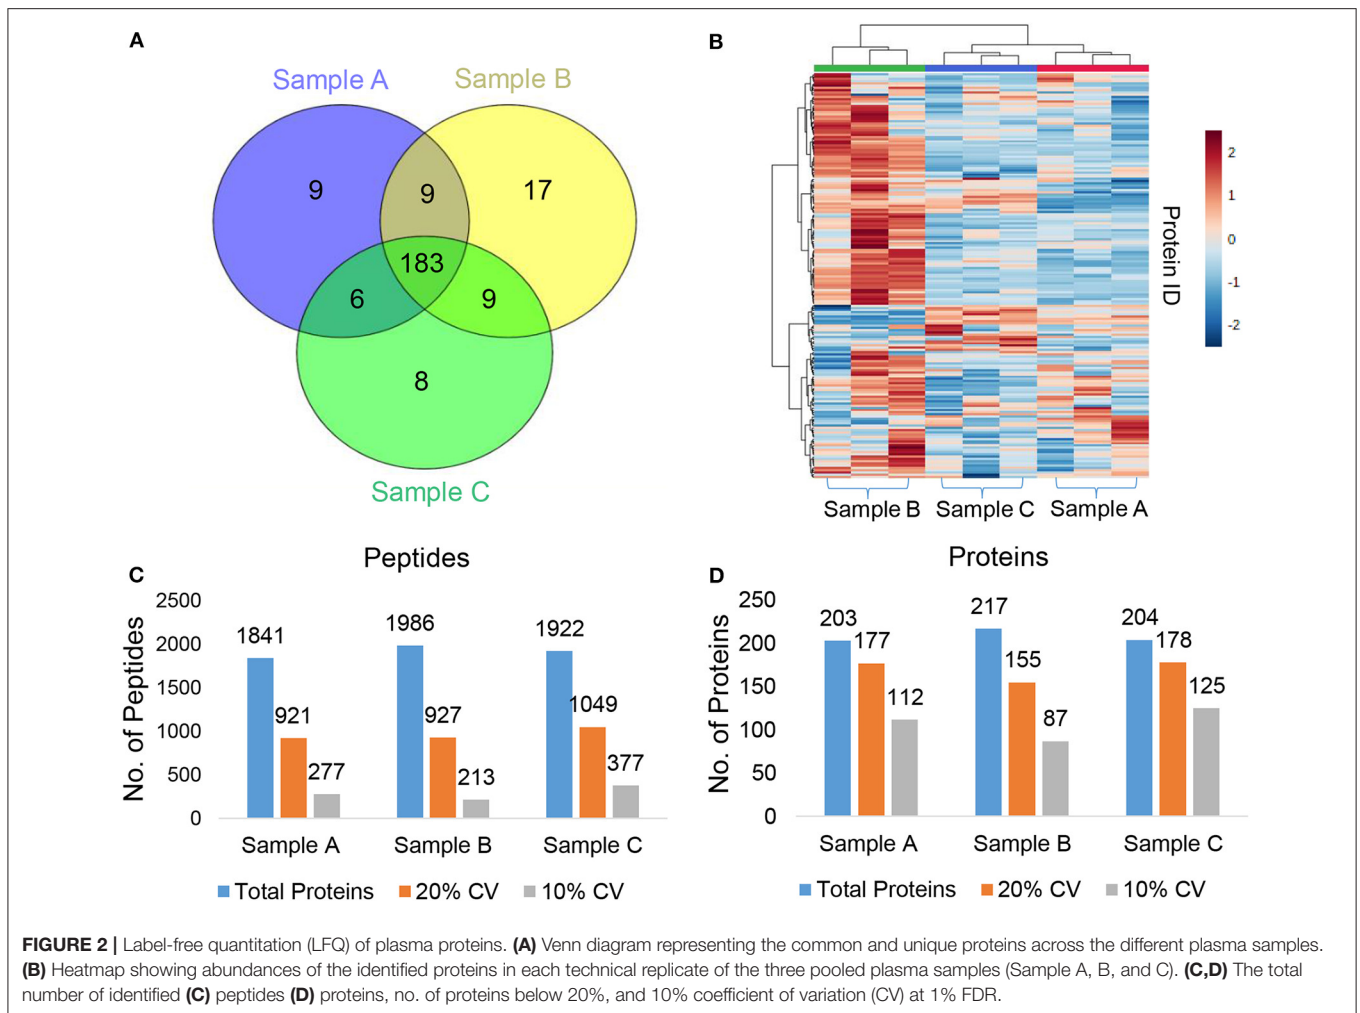 A
Sample A
Sample B
9
9
17
183
6
9
8
Sample C
B
2
1
0
-1
-2
Protein ID
Sample B
Sample C
Sample A
C
Peptides
No. of Peptides
2500
2000
1500
1000
500
0
1841
921
277
1986
927
213
1922
1049
377
Sample A
Sample B
Sample C
Total Proteins
20% CV
10% CV
D
Proteins
No. of Proteins
250
200
150
100
50
0
203
177
112
217
155
87
204
178
125
Sample A
Sample B
Sample C
Total Proteins
20% CV
10% CV
FIGURE 2 | Label-free quantitation (LFQ) of plasma proteins. (A) Venn diagram representing the common and unique proteins across the different plasma samples.
(B) Heatmap showing abundances of the identified proteins in each technical replicate of the three pooled plasma samples (Sample A, B, and C). (C,D) The total
number of identified (C) peptides (D) proteins, no. of proteins below 20%, and 10% coefficient of variation (CV) at 1% FDR.